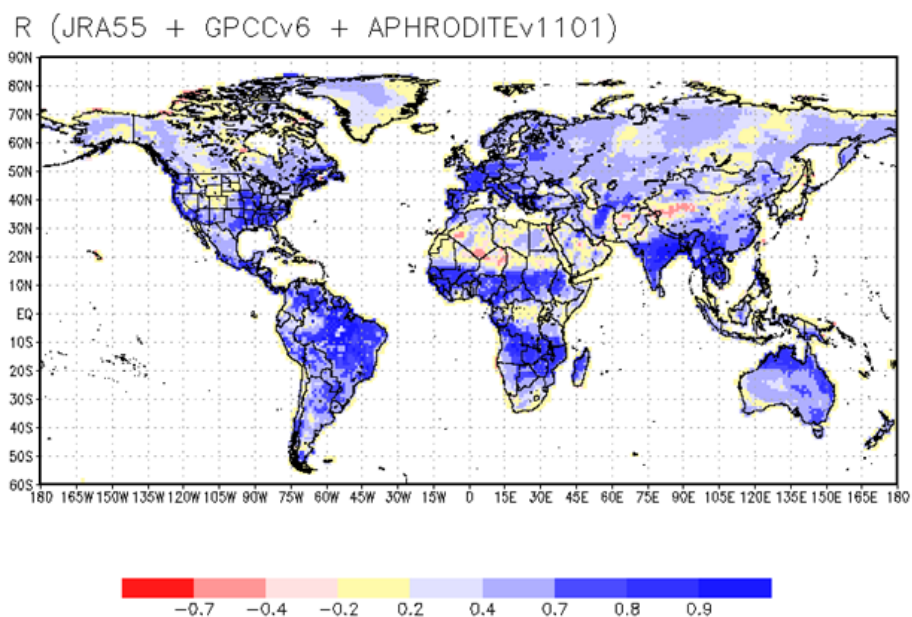 R (JRA55 + GPCCv6 + APHRODITEv1101)
90N
80N
70N
60N
50N
40N
30N
20N
10N
EQ
10S
20S
30S
40S
50S
60S
180 165W 150W 135W 120W 105W 90W 75W 60W 45W 30W 15W 0 15E 30E 45E 60E 75E 90E 105E 120E 135E 150E 165E 180
−0.7 −0.4 −0.2 0.2 0.4 0.7 0.8 0.9